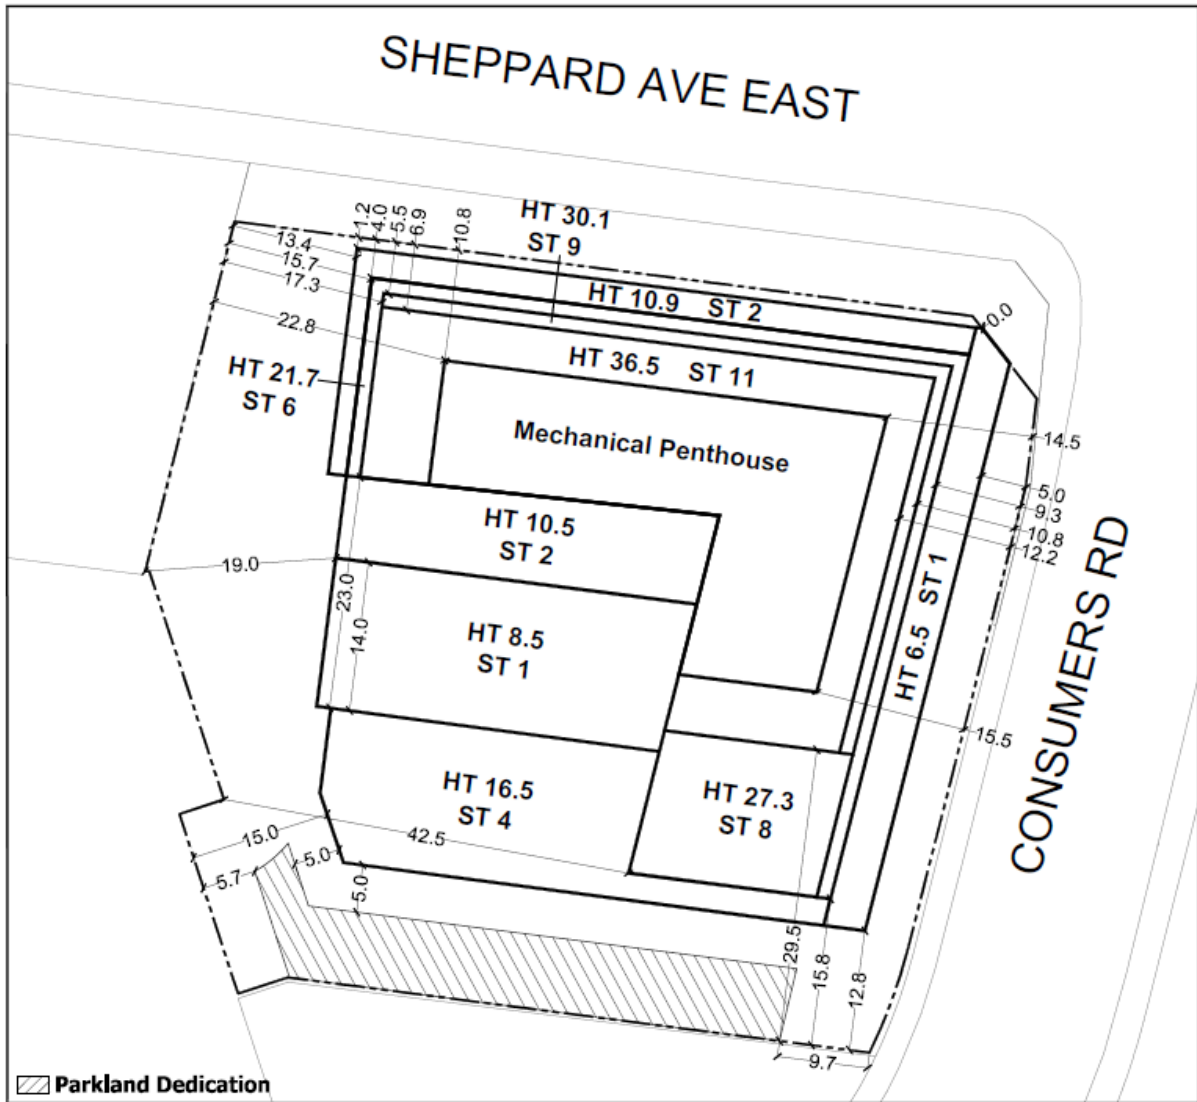 SHEPPARD AVE EAST
1.2
4.0
5.5
6.9
10.8
HT 30.1
ST 9
13.4
15.7
17.3
22.8
HT 10.9 ST 2
0.0
HT 36.5 ST 11
HT 21.7
ST 6
Mechanical Penthouse
14.5
5.0
9.3
10.8
12.2
HT 10.5
ST 2
19.0
23.0
14.0
HT 6.5 ST 1
CONSUMERS RD
HT 8.5
ST 1
15.5
HT 16.5
ST 4
HT 27.3
ST 8
15.0
42.5
5.7
5.0
5.0
29.5
15.8
12.8
9.7
Parkland Dedication